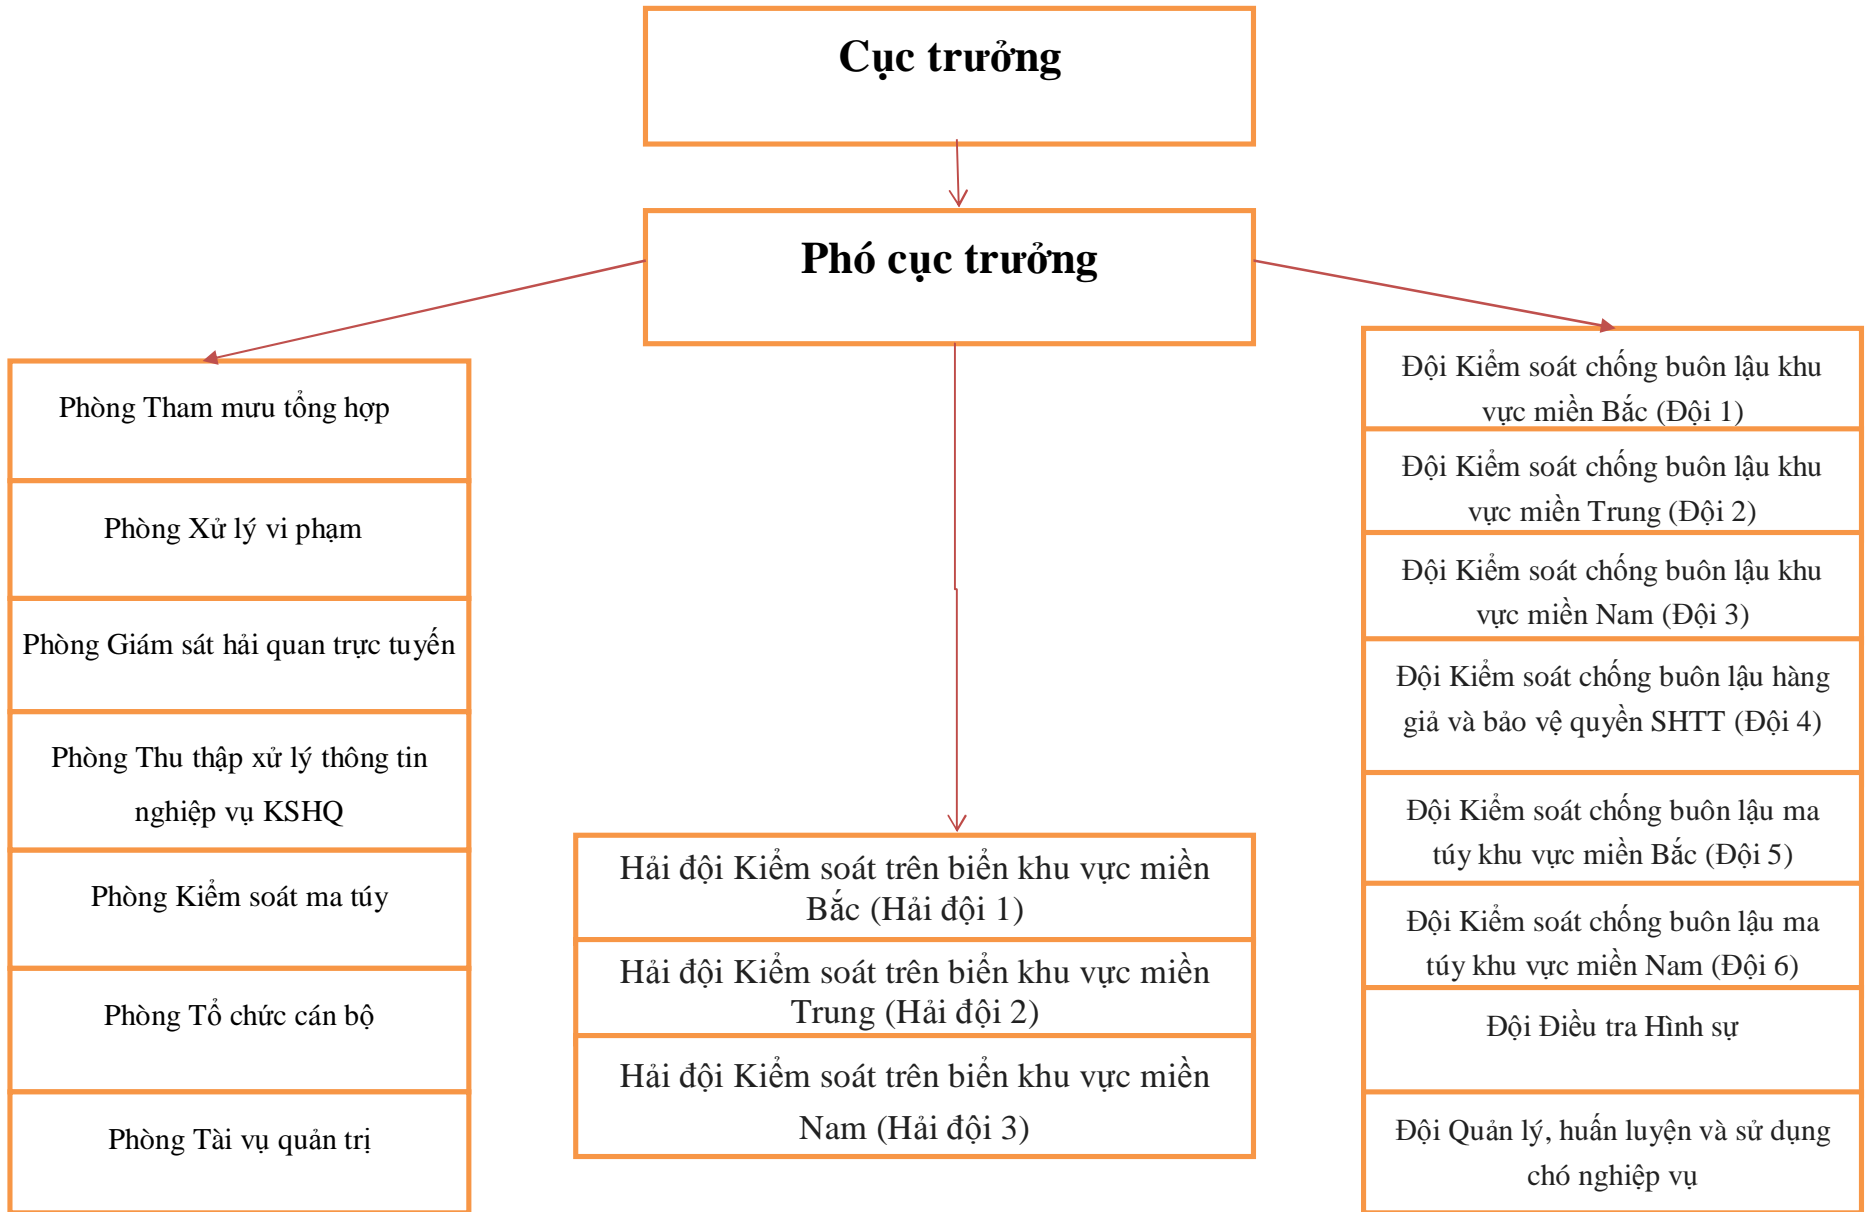 Cục trưởng
Phó cục trưởng
Phòng Tham mưu tổng hợp
Phòng Xử lý vi phạm
Phòng Giám sát hải quan trực tuyến
Phòng Thu thập xử lý thông tin
nghiệp vụ KSHQ
Phòng Kiểm soát ma túy
Phòng Tổ chức cán bộ
Phòng Tài vụ quản trị
Hải đội Kiểm soát trên biển khu vực miền
Bắc (Hải đội 1)
Hải đội Kiểm soát trên biển khu vực miền
Trung (Hải đội 2)
Hải đội Kiểm soát trên biển khu vực miền
Nam (Hải đội 3)
Đội Kiểm soát chống buôn lậu khu
vực miền Bắc (Đội 1)
Đội Kiểm soát chống buôn lậu khu
vực miền Trung (Đội 2)
Đội Kiểm soát chống buôn lậu khu
vực miền Nam (Đội 3)
Đội Kiểm soát chống buôn lậu hàng
giả và bảo vệ quyền SHTT (Đội 4)
Đội Kiểm soát chống buôn lậu ma
túy khu vực miền Bắc (Đội 5)
Đội Kiểm soát chống buôn lậu ma
túy khu vực miền Nam (Đội 6)
Đội Điều tra Hình sự
Đội Quản lý, huấn luyện và sử dụng
chó nghiệp vụ